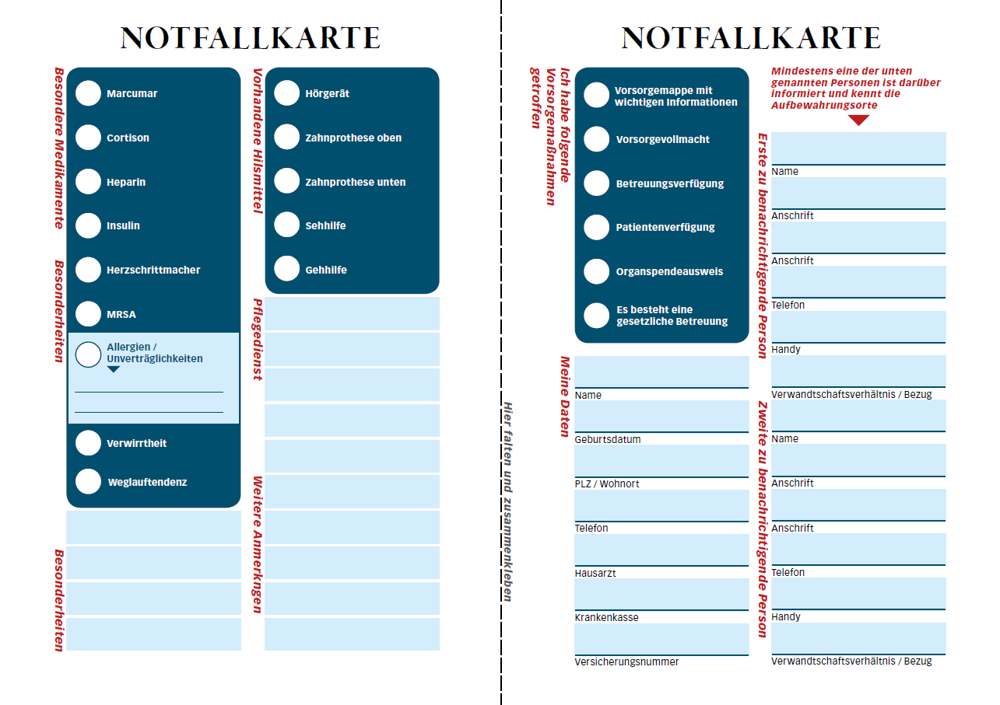 NOTFALLKARTE
Besondere Medikamente
Marcumar
Cortison
Heparin
Insulin
Besonderheiten
Herzschrittmacher
MRSA
Allergien /
Unverträglichkeiten
Verwirrtheit
Weglauftendenz
Besonderheiten
Vorhandene Hilsmittel
Hörgerät
Zahnprothese oben
Zahnprothese unten
Sehhilfe
Gehhilfe
Pflegedienst
Weitere Anmerkngen
Hier falten und zusammenkleben
NOTFALLKARTE
Ich habe folgende
Vorsorgemaßnahmen
getroffen
Vorsorgemappe mit
wichtigen Informationen
Vorsorgevollmacht
Betreuungsverfügung
Patientenverfügung
Organspendeausweis
Es besteht eine
gesetzliche Betreuung
Meine Daten
Name
Geburtsdatum
PLZ / Wohnort
Telefon
Hausarzt
Krankenkasse
Versicherungsnummer
Mindestens eine der unten
genannten Personen ist darüber
informiert und kennt die
Aufbewahrungsorte
Erste zu benachrichtigende Person
Name
Anschrift
Anschrift
Telefon
Handy
Verwandtschaftsverhältnis / Bezug
Zweite zu benachrichtigende Person
Name
Anschrift
Anschrift
Telefon
Handy
Verwandtschaftsverhältnis / Bezug